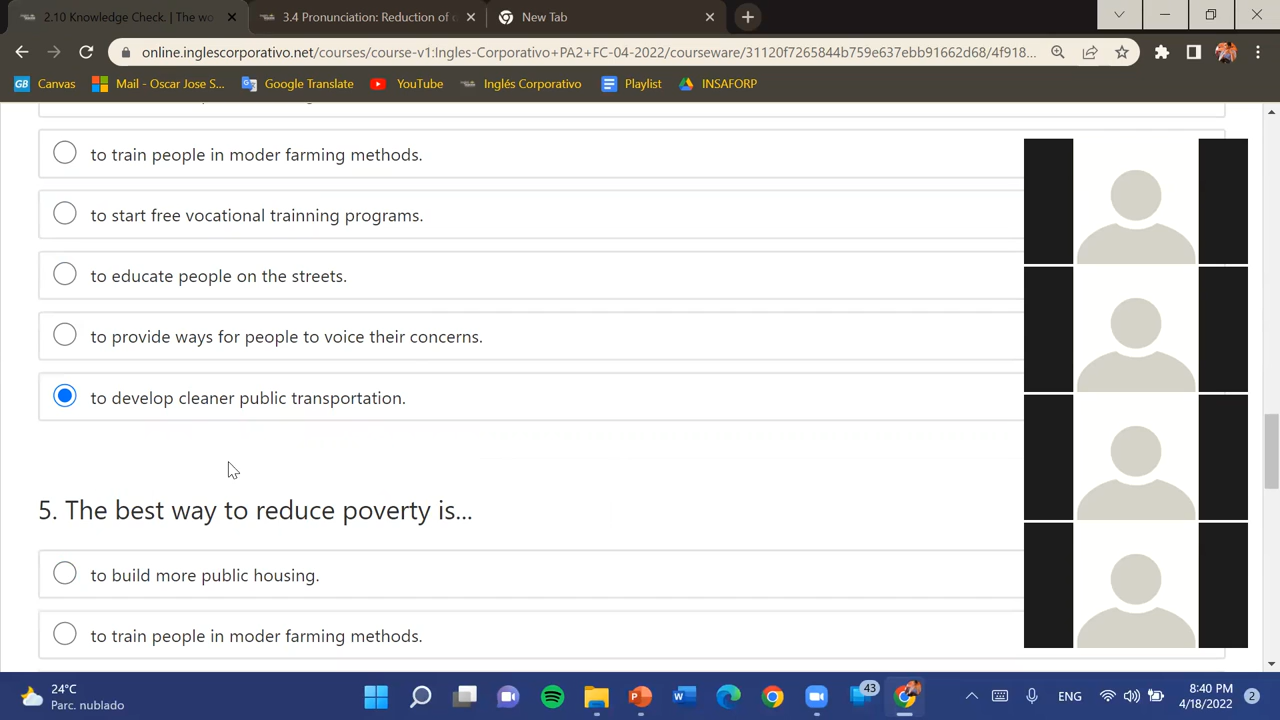 2.10 Knowledge Check. | The wo
3.4 Pronunciation: Reduction of
New Tab
online.inglescorporativo.net/courses/course-v1:Ingles-Corporativo+PA2+FC-04-2022/courseware/31120f7265844b759e637ebb91662d68/4f918...
GB Canvas
Mail - Oscar Jose S...
Google Translate
YouTube
Inglés Corporativo
Playlist
INSAFORP
to train people in moder farming methods.
to start free vocational trainning programs.
to educate people on the streets.
to provide ways for people to voice their concerns.
to develop cleaner public transportation.
5. The best way to reduce poverty is...
to build more public housing.
to train people in moder farming methods.
24°C
Parc. nublado
43
ENG
8:40 PM
4/18/2022
2